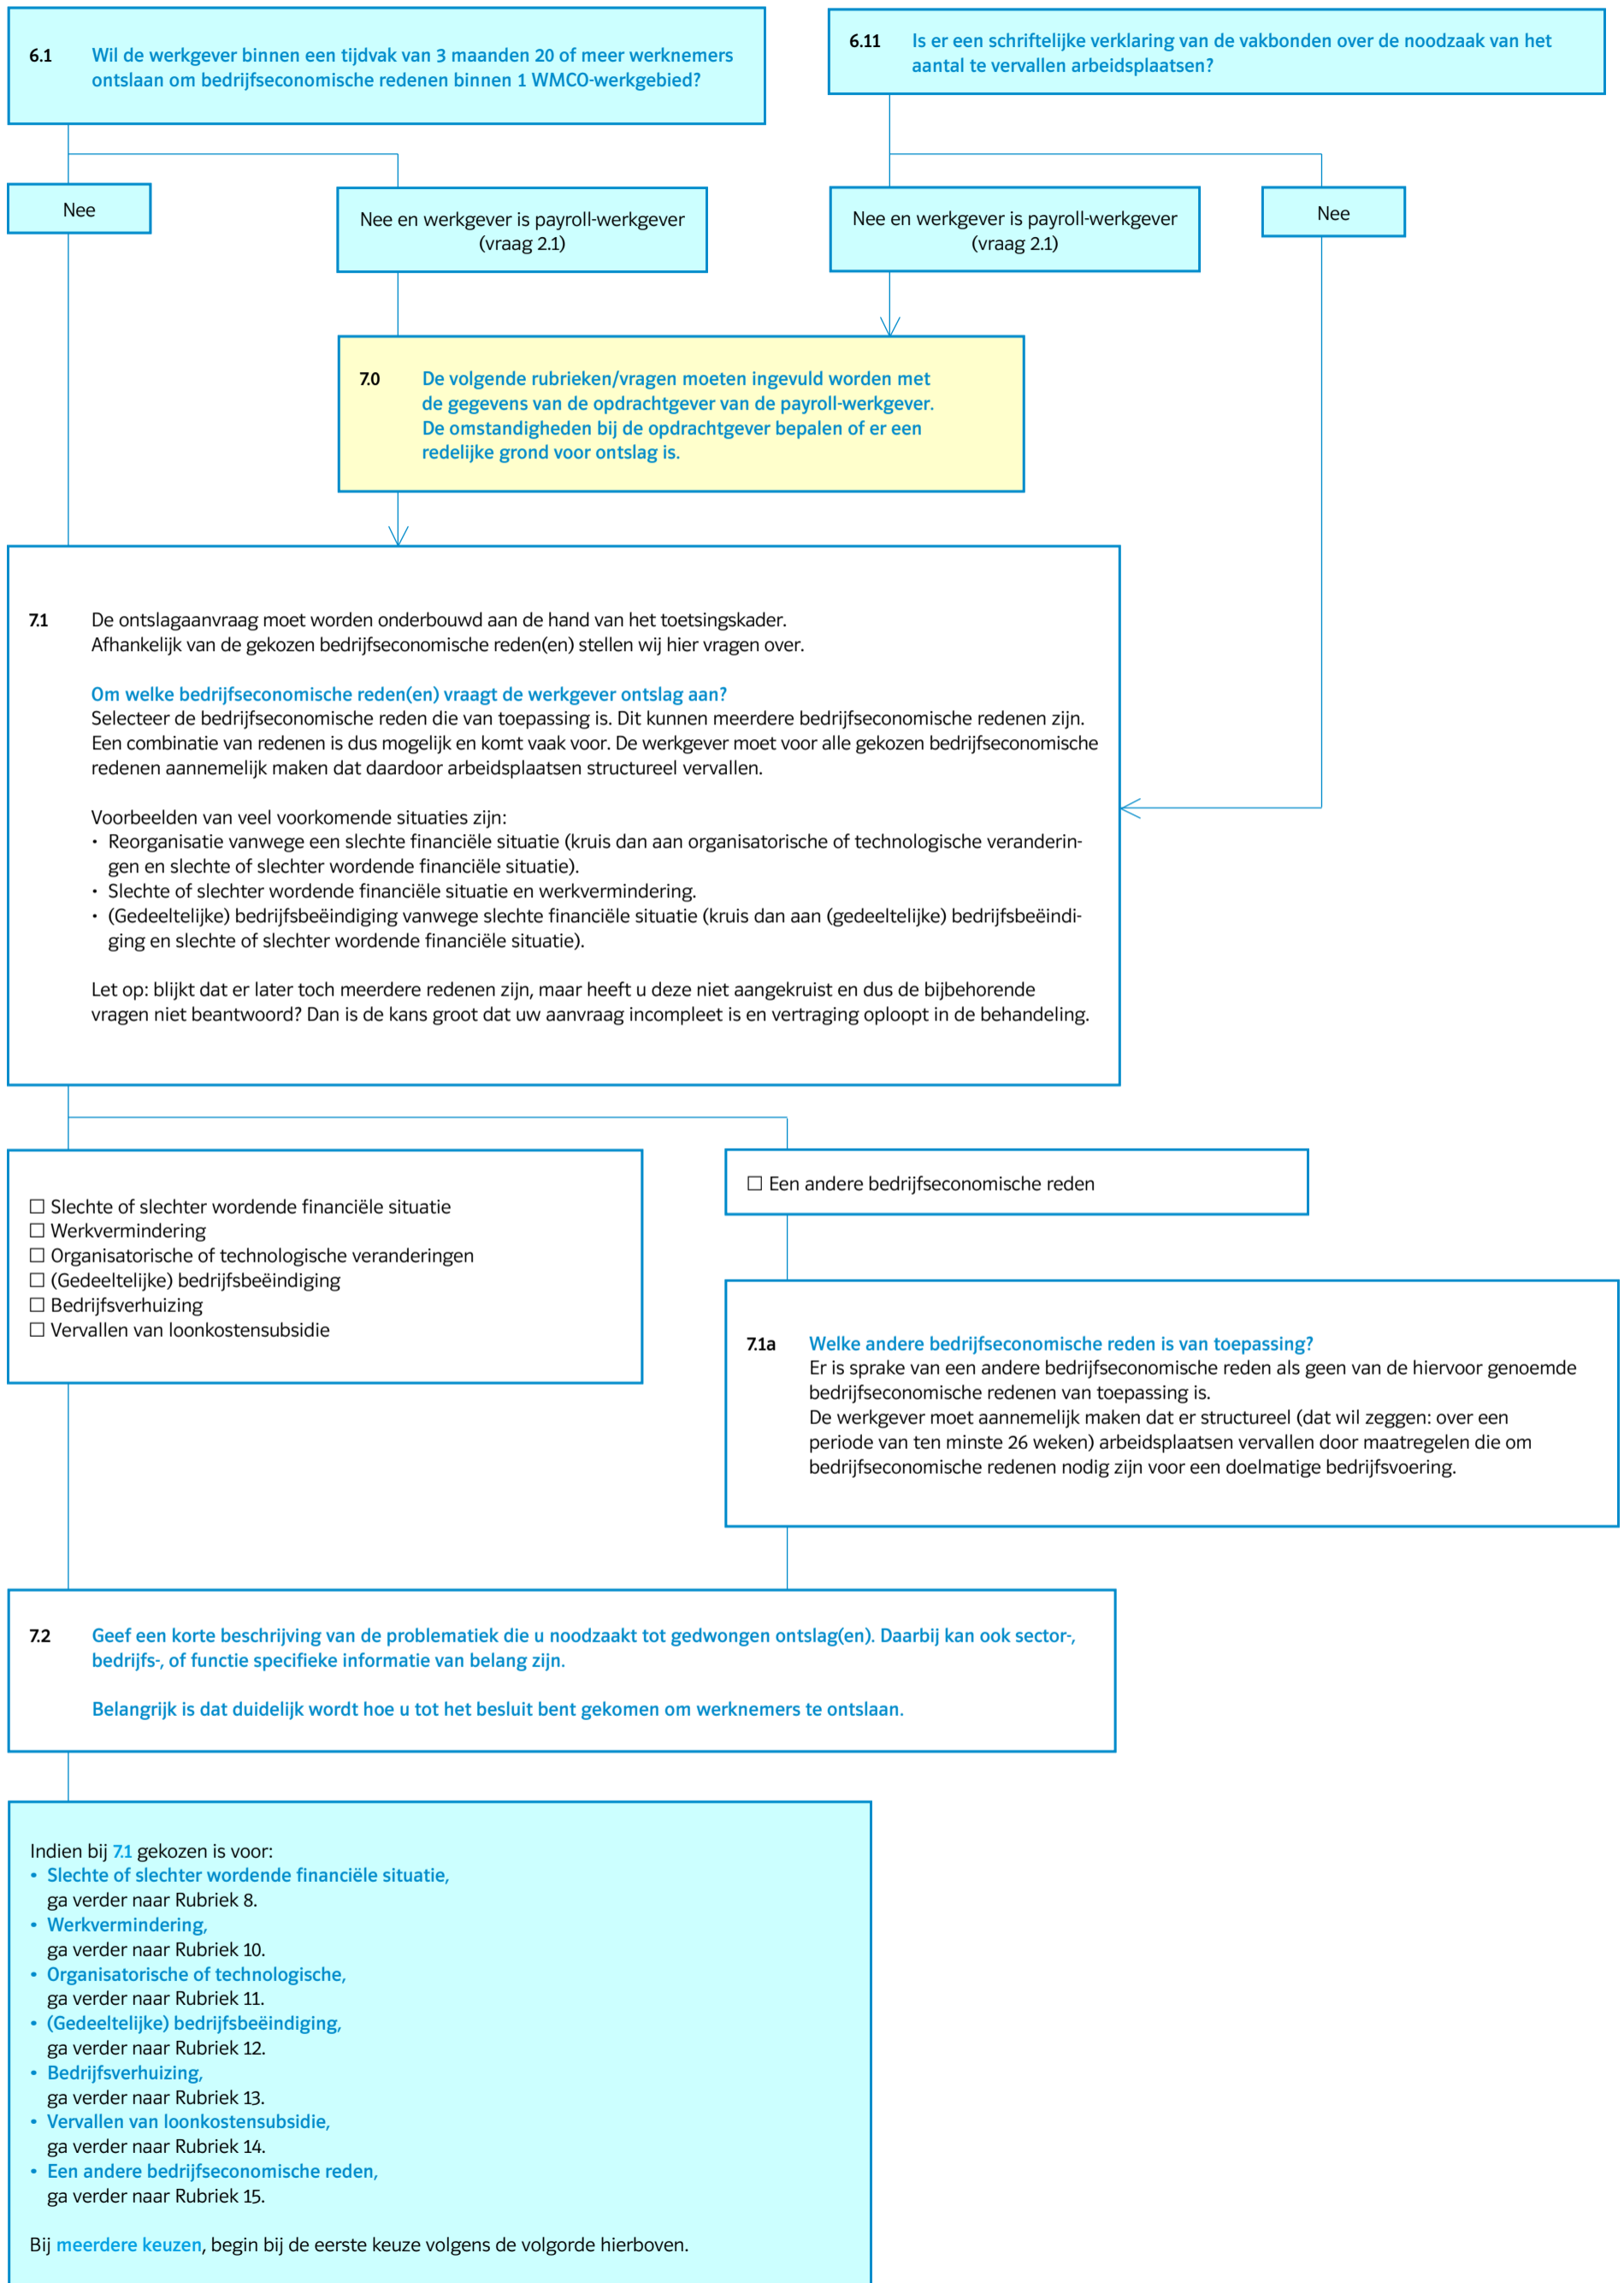 6.1 Wil de werkgever binnen een tijdvak van 3 maanden 20 of meer werknemers
ontslaan om bedrijfseconomische redenen binnen 1 WMCO-werkgebied?
6.11 Is er een schriftelijke verklaring van de vakbonden over de noodzaak van het
aantal te vervallen arbeidsplaatsen?
Nee
Nee en werkgever is payroll-werkgever
(vraag 2.1)
Nee en werkgever is payroll-werkgever
(vraag 2.1)
Nee
7.0 De volgende rubrieken/vragen moeten ingevuld worden met
de gegevens van de opdrachtgever van de payroll-werkgever.
De omstandigheden bij de opdrachtgever bepalen of er een
redelijke grond voor ontslag is.
7.1 De ontslagaanvraag moet worden onderbouwd aan de hand van het toetsingskader.
Afhankelijk van de gekozen bedrijfseconomische reden(en) stellen wij hier vragen over.
Om welke bedrijfseconomische reden(en) vraagt de werkgever ontslag aan?
Selecteer de bedrijfseconomische reden die van toepassing is. Dit kunnen meerdere bedrijfseconomische redenen zijn.
Een combinatie van redenen is dus mogelijk en komt vaak voor. De werkgever moet voor alle gekozen bedrijfseconomische
redenen aannemelijk maken dat daardoor arbeidsplaatsen structureel vervallen.
Voorbeelden van veel voorkomende situaties zijn:
• Reorganisatie vanwege een slechte financiële situatie (kruis dan aan organisatorische of technologische veranderin-
gen en slechte of slechter wordende financiële situatie).
• Slechte of slechter wordende financiële situatie en werkvermindering.
• (Gedeeltelijke) bedrijfsbeëindiging vanwege slechte financiële situatie (kruis dan aan (gedeeltelijke) bedrijfsbeëindi-
ging en slechte of slechter wordende financiële situatie).
Let op: blijkt dat er later toch meerdere redenen zijn, maar heeft u deze niet aangekruist en dus de bijbehorende
vragen niet beantwoord? Dan is de kans groot dat uw aanvraag incompleet is en vertraging oploopt in de behandeling.
☐ Slechte of slechter wordende financiële situatie
☐ Werkvermindering
☐ Organisatorische of technologische veranderingen
☐ (Gedeeltelijke) bedrijfsbeëindiging
☐ Bedrijfsverhuizing
☐ Vervallen van loonkostensubsidie
☐ Een andere bedrijfseconomische reden
7.1a Welke andere bedrijfseconomische reden is van toepassing?
Er is sprake van een andere bedrijfseconomische reden als geen van de hiervoor genoemde
bedrijfseconomische redenen van toepassing is.
De werkgever moet aannemelijk maken dat er structureel (dat wil zeggen: over een
periode van ten minste 26 weken) arbeidsplaatsen vervallen door maatregelen die om
bedrijfseconomische redenen nodig zijn voor een doelmatige bedrijfsvoering.
7.2 Geef een korte beschrijving van de problematiek die u noodzaakt tot gedwongen ontslag(en). Daarbij kan ook sector-,
bedrijfs-, of functie specifieke informatie van belang zijn.
Belangrijk is dat duidelijk wordt hoe u tot het besluit bent gekomen om werknemers te ontslaan.
Indien bij 7.1 gekozen is voor:
• Slechte of slechter wordende financiële situatie,
ga verder naar Rubriek 8.
• Werkvermindering,
ga verder naar Rubriek 10.
• Organisatorische of technologische,
ga verder naar Rubriek 11.
• (Gedeeltelijke) bedrijfsbeëindiging,
ga verder naar Rubriek 12.
• Bedrijfsverhuizing,
ga verder naar Rubriek 13.
• Vervallen van loonkostensubsidie,
ga verder naar Rubriek 14.
• Een andere bedrijfseconomische reden,
ga verder naar Rubriek 15.
Bij meerdere keuzen, begin bij de eerste keuze volgens de volgorde hierboven.